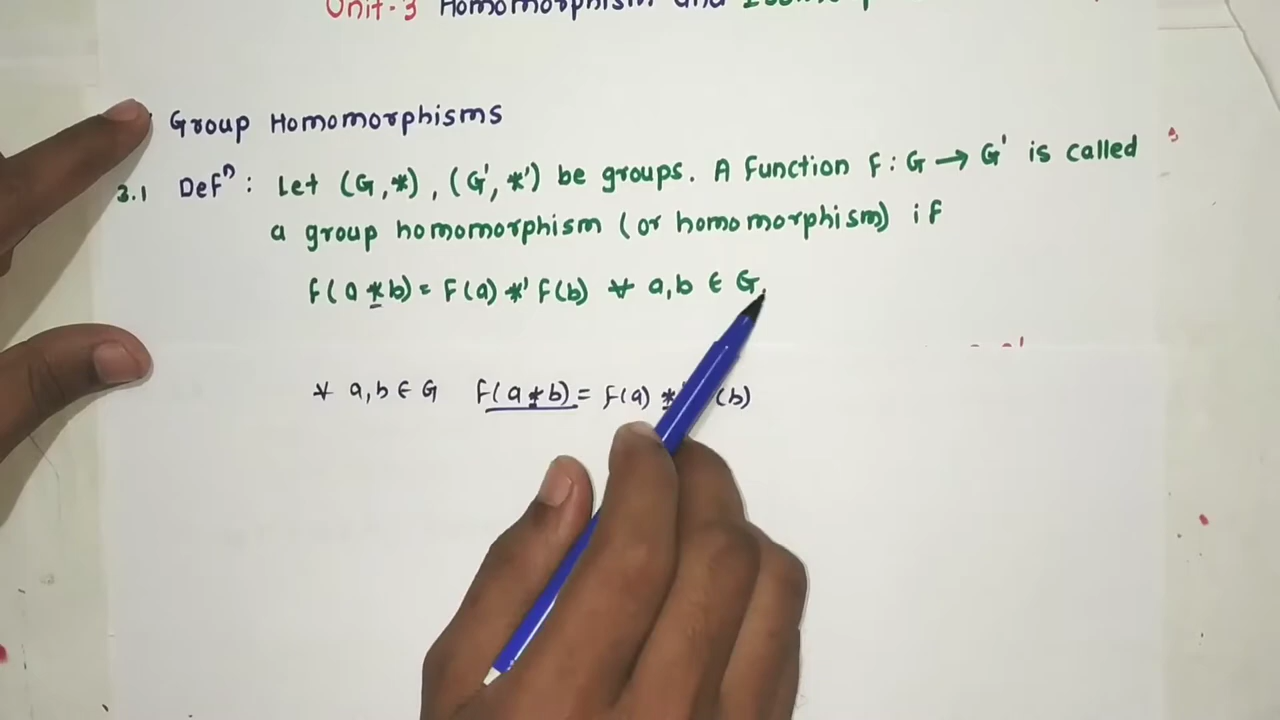 Unit-3 Homomorphism and
Group Homomorphisms
3.1 Defⁿ : Let (G,*) , (G',*') be groups. A function f: G → G' is called
a group homomorphism (or homomorphism) if
f(a*b) = f(a) *' f(b) ∀ a,b ∈ G.
∀ a,b ∈ G f(a*b) = f(a) * (b)